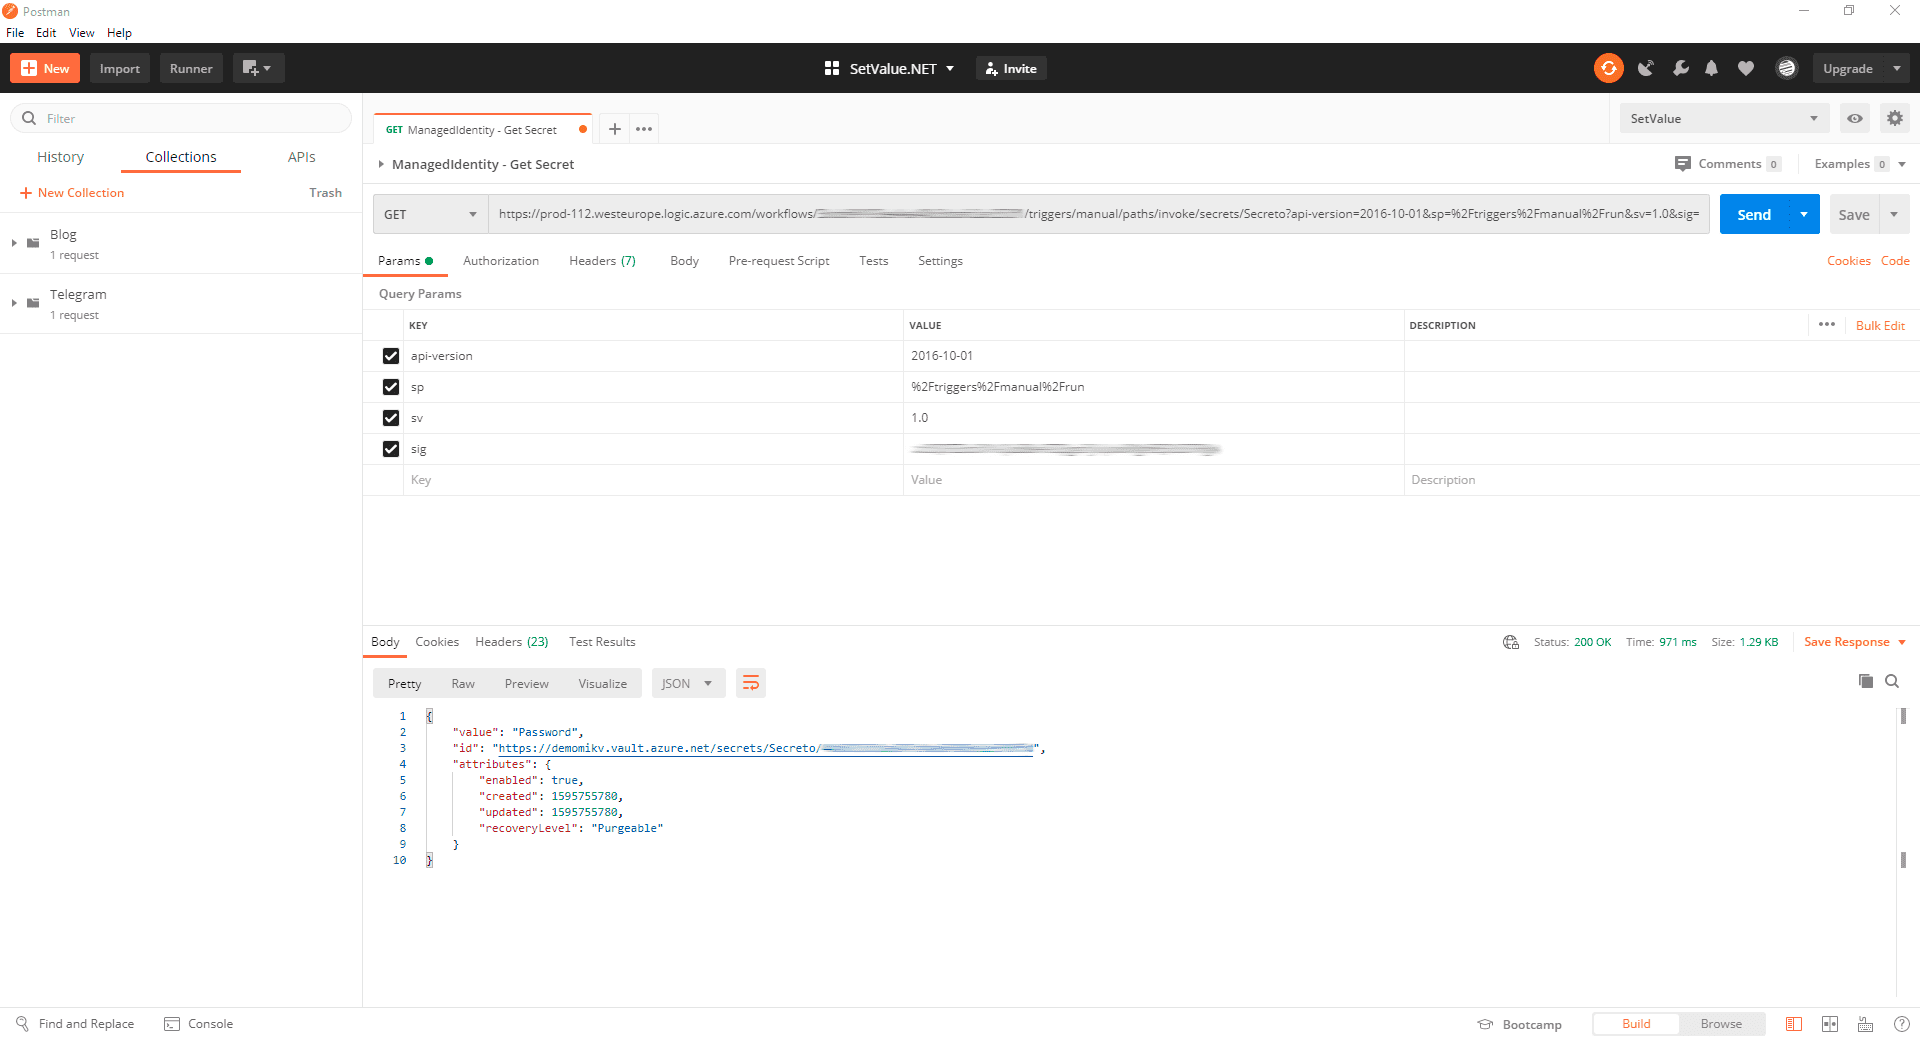 Postman
File Edit View Help
New Import Runner SetValue.NET Invite Upgrade
Filter
History Collections APIs
New Collection Trash
Blog
1 request
Telegram
1 request
GET ManagedIdentity - Get Secret
SetValue
ManagedIdentity - Get Secret
Comments 0 Examples 0
GET https://prod-112.westeurope.logic.azure.com/workflows/ /triggers/manual/paths/invoke/secrets/Secreto?api-version=2016-10-01&sp=%2Ftriggers%2Fmanual%2Frun&sv=1.0&sig= Send Save
Params Authorization Headers (7) Body Pre-request Script Tests Settings Cookies Code
Query Params
KEY VALUE DESCRIPTION Bulk Edit
api-version 2016-10-01
sp %2Ftriggers%2Fmanual%2Frun
sv 1.0
sig
Key Value Description
Body Cookies Headers (23) Test Results Status: 200 OK Time: 971 ms Size: 1.29 KB Save Response
Pretty Raw Preview Visualize JSON
1 {
2 "value": "Password",
3 "id": "https://demomikv.vault.azure.net/secrets/Secreto/ ",
4 "attributes": {
5 "enabled": true,
6 "created": 1595755780,
7 "updated": 1595755780,
8 "recoveryLevel": "Purgeable"
9 }
10 }
Find and Replace Console Bootcamp Build Browse